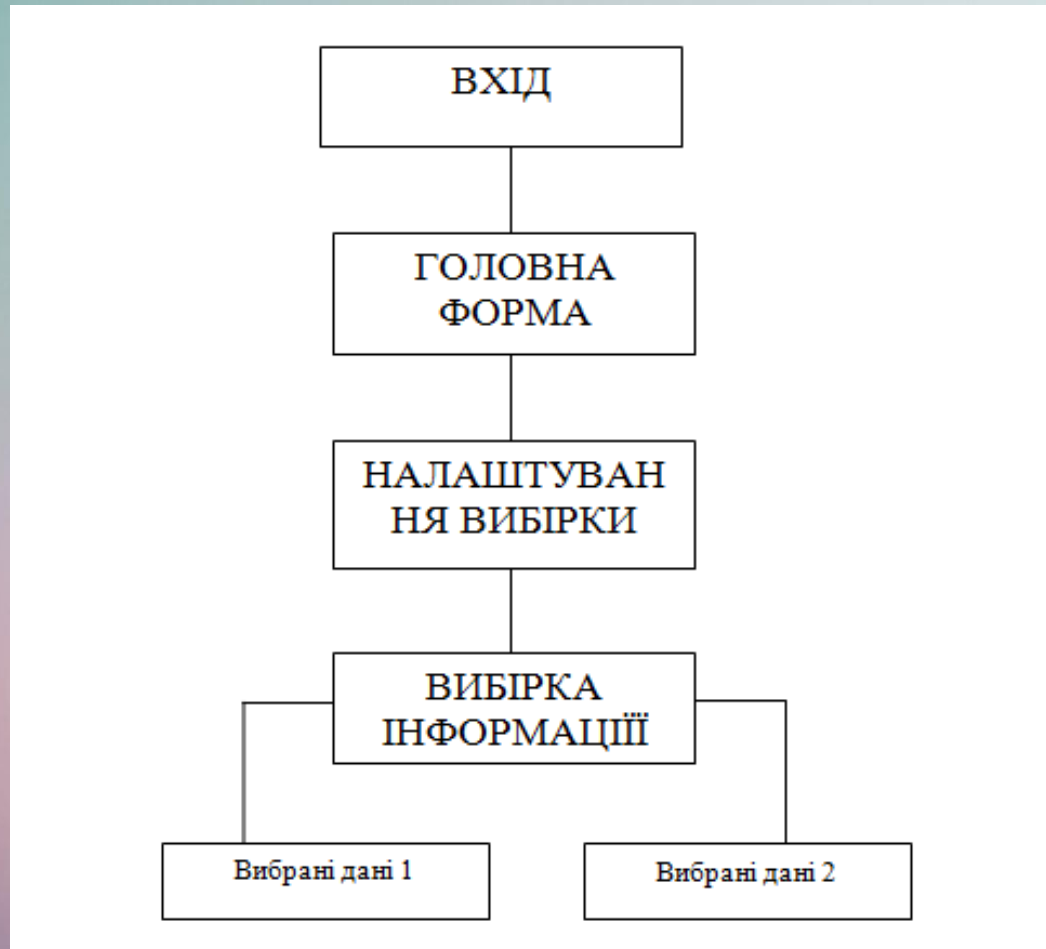 ВХІД
ГОЛОВНА
ФОРМА
НАЛАШТУВАН
НЯ ВИБІРКИ
ВИБІРКА
ІНФОРМАЦІЇЇ
Вибрані дані 1
Вибрані дані 2